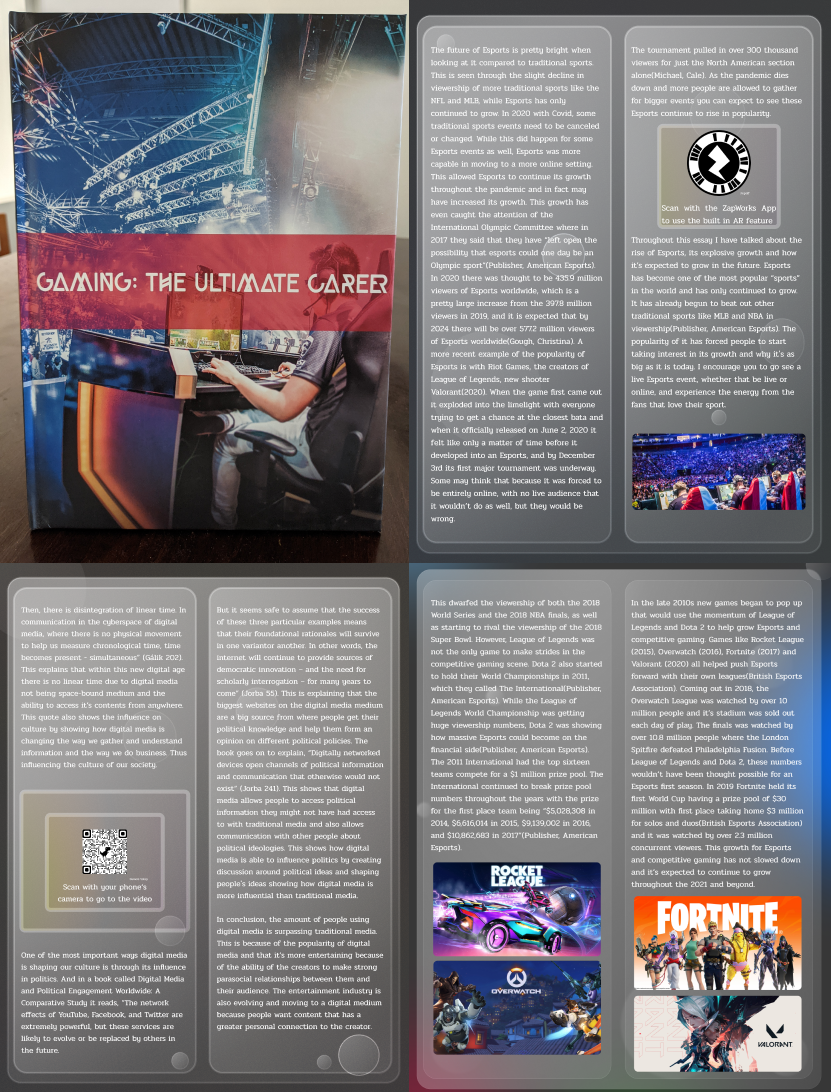 GAMING: THE ULTIMATE CAREER
The future of Esports is pretty bright when
looking at it compared to traditional sports.
This is seen through the slight decline in
viewership of more traditional sports like the
NFL and MLB, while Esports has only
continued to grow. In 2020 with Covid, some
traditional sports events need to be canceled
or changed. While this did happen for some
Esports events as well, Esports was more
capable in moving to a more online setting.
This allowed Esports to continue its growth
throughout the pandemic and in fact may
have increased its growth. This growth has
even caught the attention of the
International Olympic Committee where in
2017 they said that they have "left open the
possibility that esports could one day be an
Olympic sport"(Publisher, American Esports).
In 2020 there was thought to be 435.9 million
viewers of Esports worldwide, which is a
pretty large increase from the 397.8 million
viewers in 2019, and it is expected that by
2024 there will be over 577.2 million viewers
of Esports worldwide(Gough, Christina). A
more recent example of the popularity of
Esports is with Riot Games, the creators of
League of Legends, new shooter
Valorant(2020). When the game first came out
it exploded into the limelight with everyone
trying to get a chance at the closest bata and
when it officially released on June 2, 2020 it
felt like only a matter of time before it
developed into an Esports, and by December
3rd its first major tournament was underway.
Some may think that because it was forced to
be entirely online, with no live audience that
it wouldn't do as well, but they would be
wrong.
The tournament pulled in over 300 thousand
viewers for just the North American section
alone(Michael, Cale). As the pandemic dies
down and more people are allowed to gather
for bigger events you can expect to see these
Esports continue to rise in popularity.
Scan with the ZapWorks App
to use the built in AR feature
Throughout this essay I have talked about the
rise of Esports, its explosive growth and how
it's expected to grow in the future. Esports
has become one of the most popular "sports"
in the world and has only continued to grow.
It has already begun to beat out other
traditional sports like MLB and NBA in
viewership(Publisher, American Esports). The
popularity of it has forced people to start
taking interest in its growth and why it's as
big as it is today. I encourage you to go see a
live Esports event, whether that be live or
online, and experience the energy from the
fans that love their sport.
Then, there is disintegration of linear time. In
communication in the cyberspace of digital
media, where there is no physical movement
to help us measure chronological time, time
becomes present - simultaneous" (Gálik 202).
This explains that within this new digital age
there is no linear time due to digital media
not being space-bound medium and the
ability to access it's contents from anywhere.
This quote also shows the influence on
culture by showing how digital media is
changing the way we gather and understand
information and the way we do business. Thus
influencing the culture of our society.
Scan with your phone's
camera to go to the video
One of the most important ways digital media
is shaping our culture is through its influence
in politics. And in a book called Digital Media
and Political Engagement Worldwide: A
Comparative Study it reads, "The network
effects of YouTube, Facebook, and Twitter are
extremely powerful, but these services are
likely to evolve or be replaced by others in
the future.
But it seems safe to assume that the success
of these three particular examples means
that their foundational rationales will survive
in one variantor another. In other words, the
internet will continue to provide sources of
democratic innovation – and the need for
scholarly interrogation – for many years to
come" (Jorba 55). This is explaining that the
biggest websites on the digital media medium
are a big source from where people get their
political knowledge and help them form an
opinion on different political policies. The
book goes on to explain, "Digitally networked
devices open channels of political information
and communication that otherwise would not
exist" (Jorba 241). This shows that digital
media allows people to access political
information they might not have had access
to with traditional media and also allows
communication with other people about
political ideologies. This shows how digital
media is able to influence politics by creating
discussion around political ideas and shaping
people's ideas showing how digital media is
more influential than traditional media.
In conclusion, the amount of people using
digital media is surpassing traditional media.
This is because of the popularity of digital
media and that it's more entertaining because
of the ability of the creators to make strong
parasocial relationships between them and
their audience. The entertainment industry is
also evolving and moving to a digital medium
because people want content that has a
greater personal connection to the creator.
This dwarfed the viewership of both the 2018
World Series and the 2018 NBA finals, as well
as starting to rival the viewership of the 2018
Super Bowl. However, League of Legends was
not the only game to make strides in the
competitive gaming scene. Dota 2 also started
to hold their World Championships in 2011,
which they called The International(Publisher,
American Esports). While the League of
Legends World Championship was getting
huge viewership numbers, Dota 2 was showing
how massive Esports could become on the
financial side(Publisher, American Esports).
The 2011 International had the top sixteen
teams compete for a $1 million prize pool. The
International continued to break prize pool
numbers throughout the years with the prize
for the first place team being "$5,028,308 in
2014, $6,616,014 in 2015, $9,139,002 in 2016,
and $10,862,683 in 2017"(Publisher, American
Esports).
ROCKET
LEAGUE
OVERWATCH
In the late 2010s new games began to pop up
that would use the momentum of League of
Legends and Dota 2 to help grow Esports and
competitive gaming. Games like Rocket League
(2015), Overwatch (2016), Fortnite (2017) and
Valorant (2020) all helped push Esports
forward with their own leagues(British Esports
Association). Coming out in 2018, the
Overwatch League was watched by over 10
million people and it's stadium was sold out
each day of play. The finals was watched by
over 10.8 million people where the London
Spitfire defeated Philadelphia Fusion. Before
League of Legends and Dota 2, these numbers
wouldn't have been thought possible for an
Esports first season. In 2019 Fortnite held its
first World Cup having a prize pool of $30
million with first place taking home $3 million
for solos and duos(British Esports Association)
and it was watched by over 2.3 million
concurrent viewers. This growth for Esports
and competitive gaming has not slowed down
and it's expected to continue to grow
throughout the 2021 and beyond.
FORTNITE
VALORANT